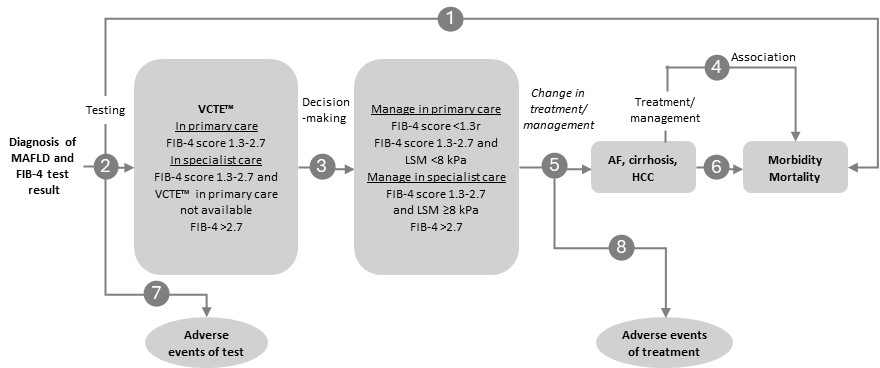 1
Testing
Diagnosis of
MAFLD and
FIB-4 test
result
2
VCTE™
In primary care
FIB-4 score 1.3-2.7
In specialist care
FIB-4 score 1.3-2.7 and
VCTE™ in primary care
not available
FIB-4 >2.7
Decision
-making
3
Manage in primary care
FIB-4 score <1.3r
FIB-4 score 1.3-2.7 and
LSM <8 kPa
Manage in specialist care
FIB-4 score 1.3-2.7
and LSM ≥8 kPa
FIB-4 >2.7
Change in
treatment/
management
5
Treatment/
management
4
Association
AF, cirrhosis,
HCC
6
Morbidity
Mortality
7
Adverse
events of test
8
Adverse events
of treatment